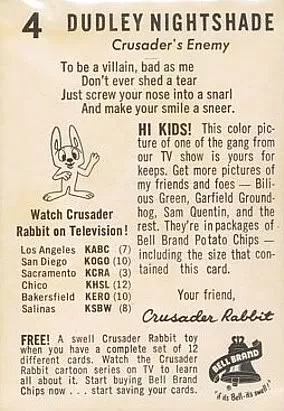 4 DUDLEY NIGHTSHADE
Crusader's Enemy
To be a villain, bad as me
Don't ever shed a tear
Just screw your nose into a snarl
And make your smile a sneer.
HI KIDS! This color pic-
ture of one of the gang from
our TV show is yours for
keeps. Get more pictures of
my friends and foes — Bili-
ous Green, Garfield Ground-
hog, Sam Quentin, and the
rest. They're in packages of
Bell Brand Potato Chips —
including the size that con-
tained this card.
Your friend,
Crusader Rabbit
Watch Crusader
Rabbit on Television!
Los Angeles KABC (7)
San Diego KOGO (10)
Sacramento KCRA (3)
Chico KHSL (12)
Bakersfield KERO (10)
Salinas KSBW (8)
FREE! A swell Crusader Rabbit toy
when you have a complete set of 12
different cards. Watch the Crusader
Rabbit cartoon series on TV to learn
all about it. Start buying Bell Brand
Chips now . . . start saving cards.
BELL BRAND
"if it's Bell-it's swell!"